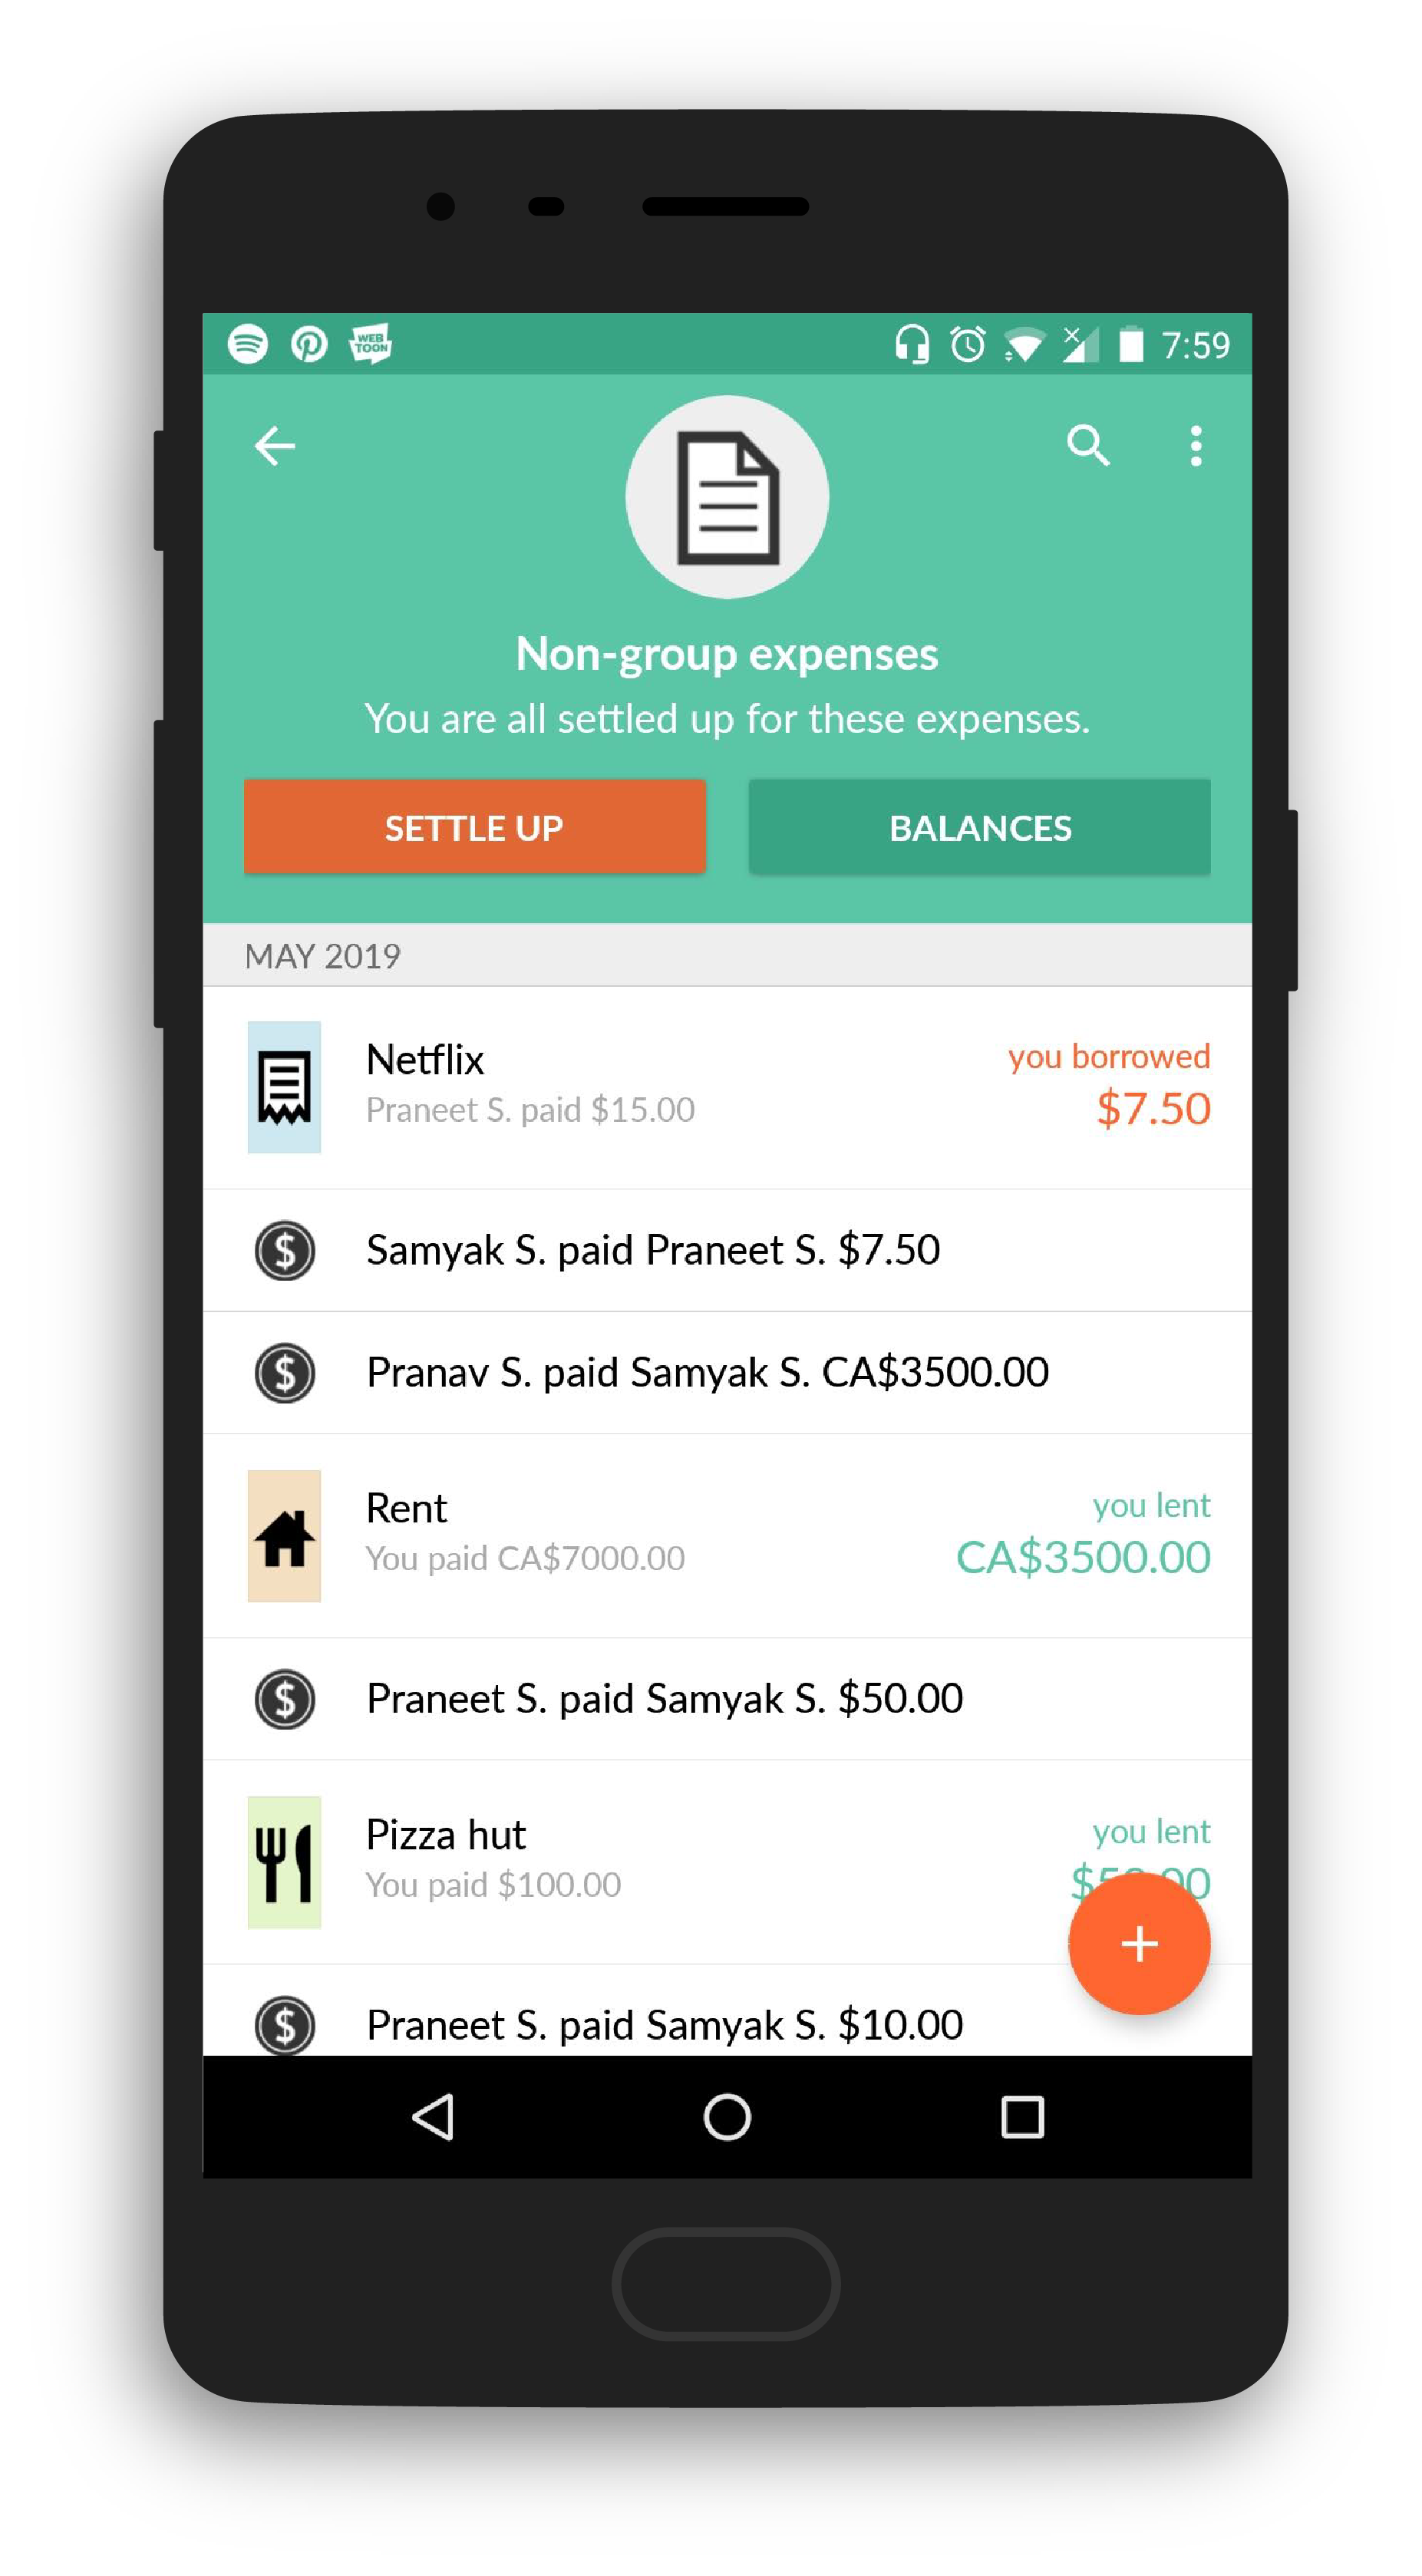 WEB
TOON
7:59
Non-group expenses
You are all settled up for these expenses.
SETTLE UP
BALANCES
MAY 2019
Netflix
you borrowed
Praneet S. paid $15.00
$7.50
Samyak S. paid Praneet S. $7.50
Pranav S. paid Samyak S. CA$3500.00
Rent
you lent
You paid CA$7000.00
CA$3500.00
Praneet S. paid Samyak S. $50.00
Pizza hut
you lent
You paid $100.00
Praneet S. paid Samyak S. $10.00